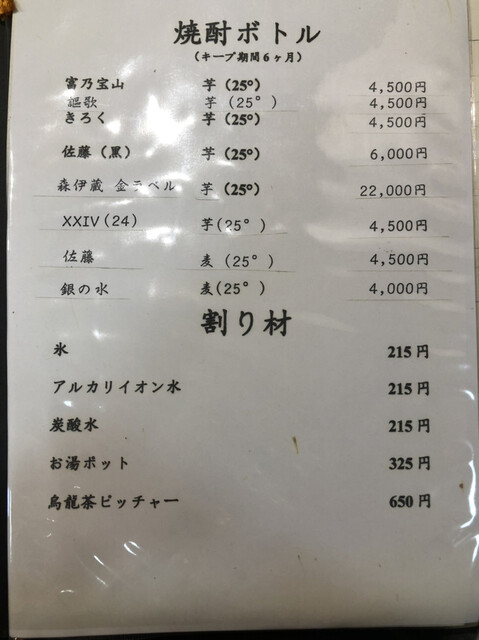 焼酎ボトル
（キープ期間６ヶ月）
富乃宝山 芋（25°） 4,500円
謳歌 芋（25°） 4,500円
きろく 芋（25°） 4,500円
佐藤（黒） 芋（25°） 6,000円
森伊蔵 金ラベル 芋（25°） 22,000円
XXIV（24） 芋（25°） 4,500円
佐藤 麦（25°） 4,500円
銀の水 麦（25°） 4,000円
割り材
氷 215円
アルカリイオン水 215円
炭酸水 215円
お湯ポット 325円
烏龍茶ピッチャー 650円